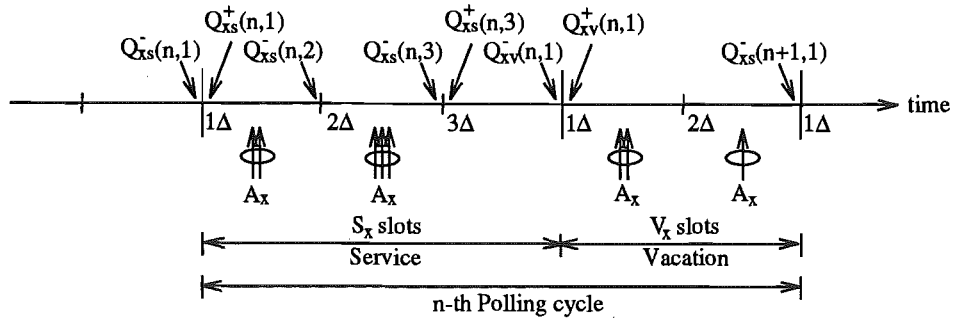 Q⁺xs(n,1) Q⁺xs(n,3) Q⁺xv(n,1)
Q⁻xs(n,1) Q⁻xs(n,2) Q⁻xs(n,3) Q⁻xv(n,1) Q⁻xs(n+1,1)
time
1Δ 2Δ 3Δ 1Δ 2Δ 1Δ
Ax Ax Ax Ax
Sx slots Vx slots
Service Vacation
n-th Polling cycle